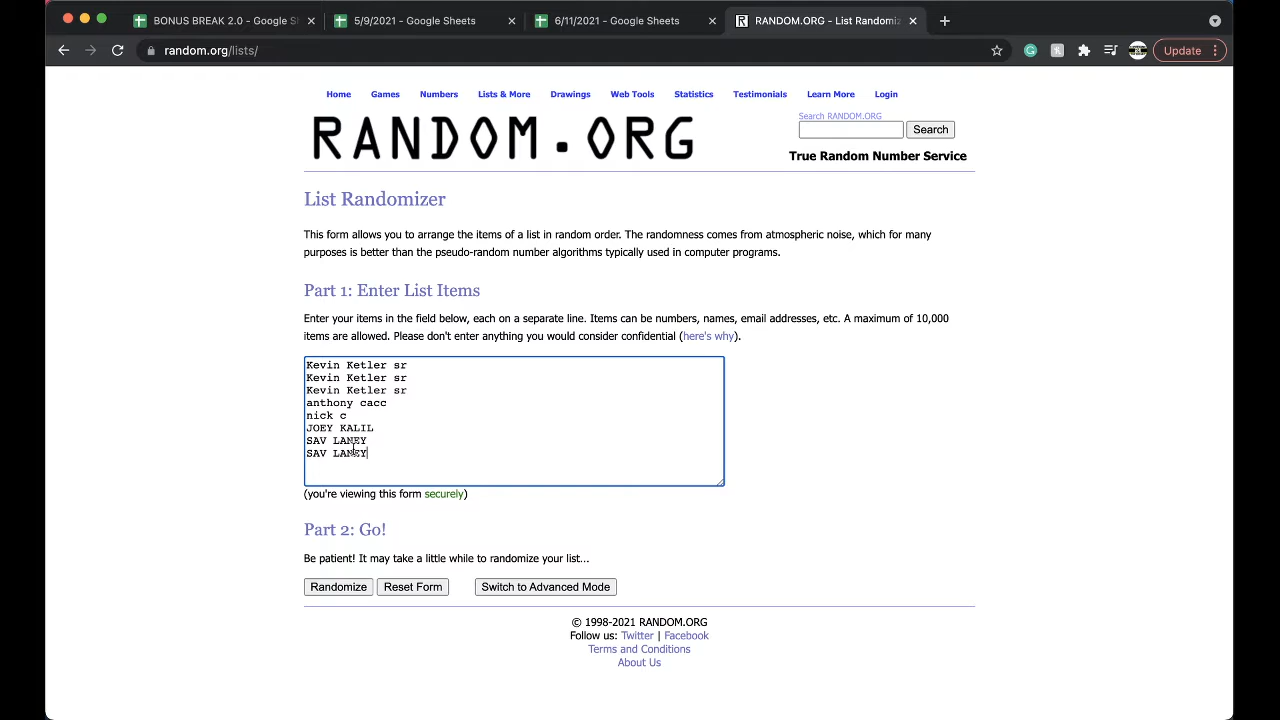 BONUS BREAK 2.0 - Google S
5/9/2021 - Google Sheets
6/11/2021 - Google Sheets
RANDOM.ORG - List Randomiz
random.org/lists/
Update
Home Games Numbers Lists & More Drawings Web Tools Statistics Testimonials Learn More Login
RANDOM.ORG
Search RANDOM.ORG
Search
True Random Number Service
List Randomizer
This form allows you to arrange the items of a list in random order. The randomness comes from atmospheric noise, which for many
purposes is better than the pseudo-random number algorithms typically used in computer programs.
Part 1: Enter List Items
Enter your items in the field below, each on a separate line. Items can be numbers, names, email addresses, etc. A maximum of 10,000
items are allowed. Please don't enter anything you would consider confidential (here's why).
Kevin Ketler sr
Kevin Ketler sr
Kevin Ketler sr
anthony cacc
nick c
JOEY KALIL
SAV LANEY
SAV LANEY
(you're viewing this form securely)
Part 2: Go!
Be patient! It may take a little while to randomize your list...
Randomize Reset Form Switch to Advanced Mode
© 1998-2021 RANDOM.ORG
Follow us: Twitter | Facebook
Terms and Conditions
About Us